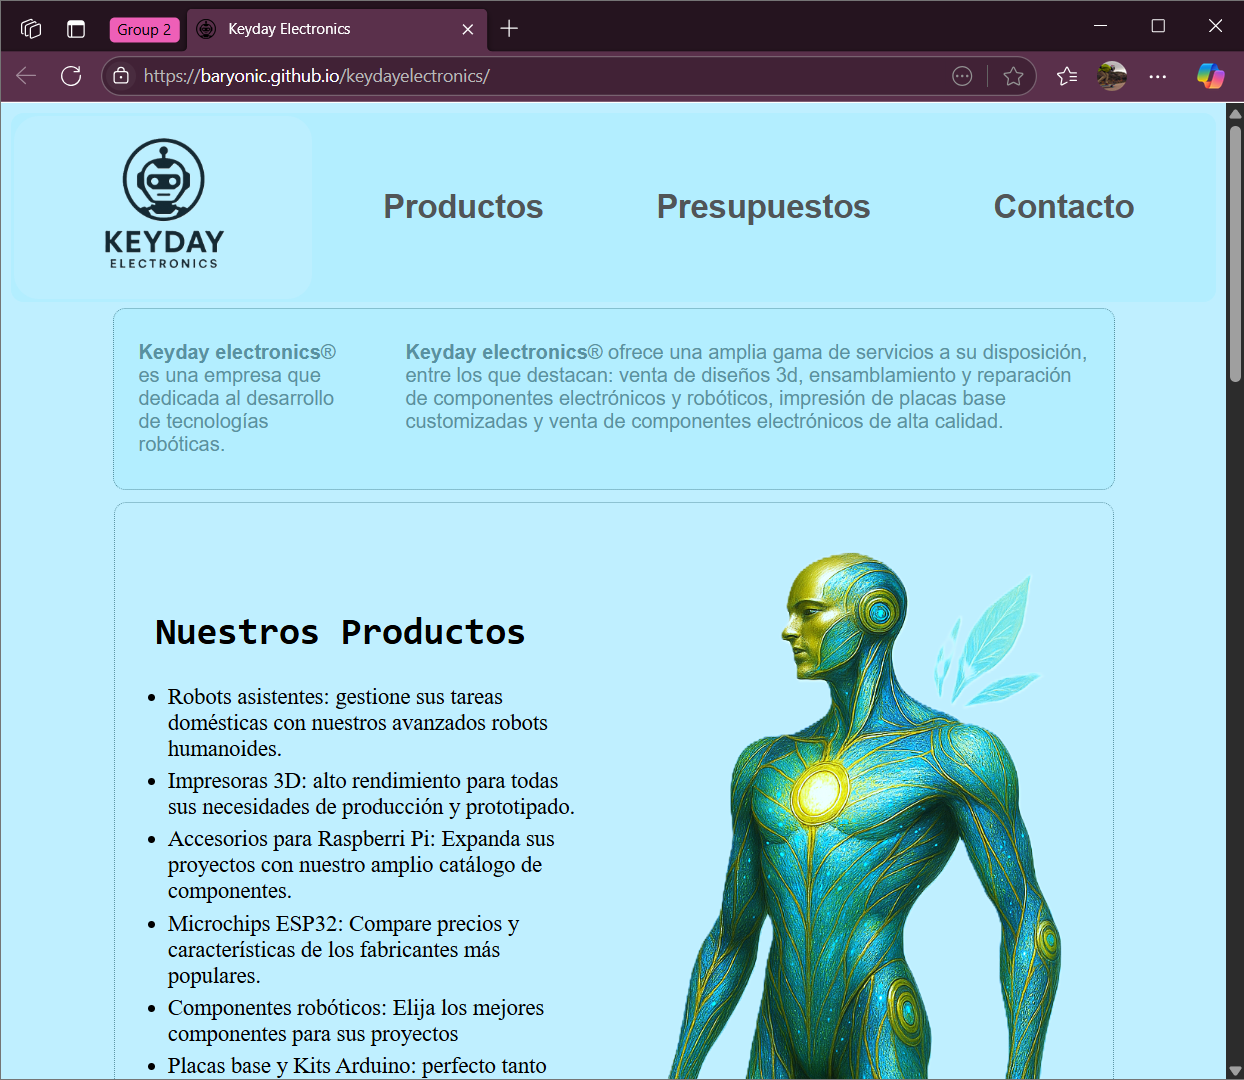 Group 2
Keyday Electronics
https://baryonic.github.io/keydayelectronics/
KEYDAY
ELECTRONICS
Productos
Presupuestos
Contacto
Keyday electronics®
es una empresa que
dedicada al desarrollo
de tecnologías
robóticas.
Keyday electronics® ofrece una amplia gama de servicios a su disposición,
entre los que destacan: venta de diseños 3d, ensamblamiento y reparación
de componentes electrónicos y robóticos, impresión de placas base
customizadas y venta de componentes electrónicos de alta calidad.
Nuestros Productos
• Robots asistentes: gestione sus tareas
domésticas con nuestros avanzados robots
humanoides.
• Impresoras 3D: alto rendimiento para todas
sus necesidades de producción y prototipado.
• Accesorios para Raspberri Pi: Expanda sus
proyectos con nuestro amplio catálogo de
componentes.
• Microchips ESP32: Compare precios y
características de los fabricantes más
populares.
• Componentes robóticos: Elija los mejores
componentes para sus proyectos
• Placas base y Kits Arduino: perfecto tanto